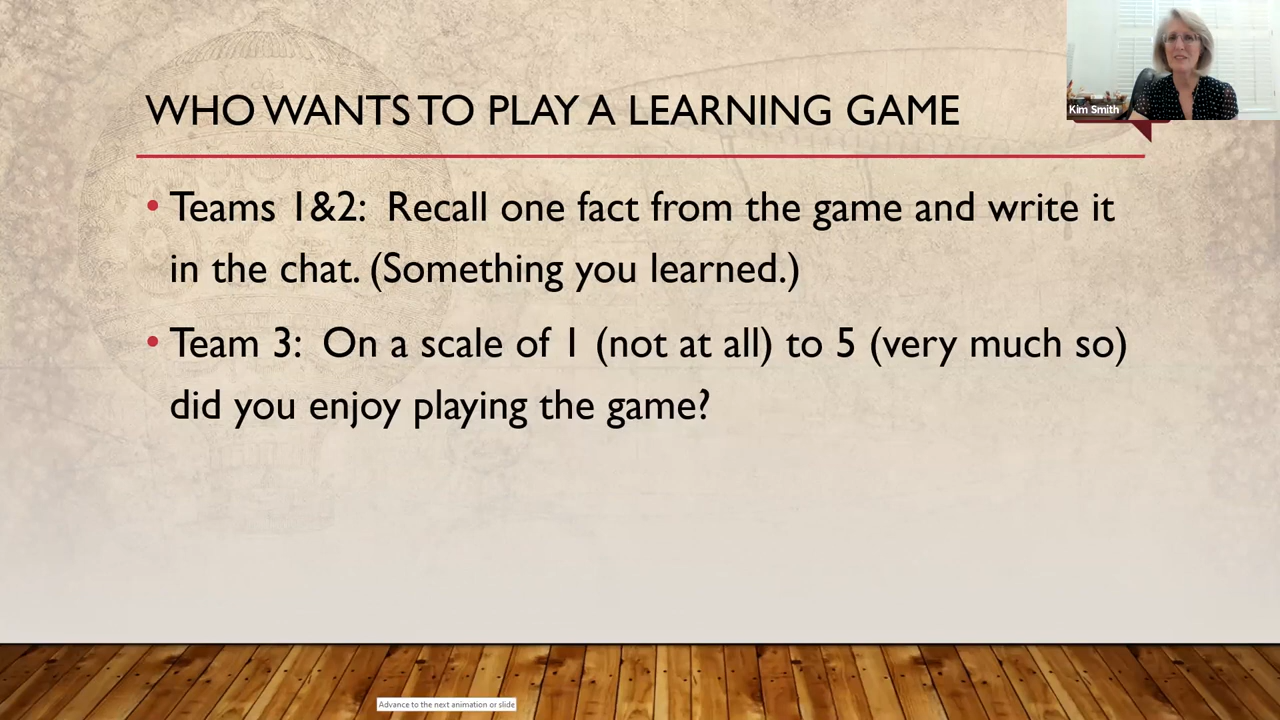 WHO WANTS TO PLAY A LEARNING GAME
Kim Smith
• Teams 1&2: Recall one fact from the game and write it
in the chat. (Something you learned.)
• Team 3: On a scale of 1 (not at all) to 5 (very much so)
did you enjoy playing the game?
Advance to the next animation or slide